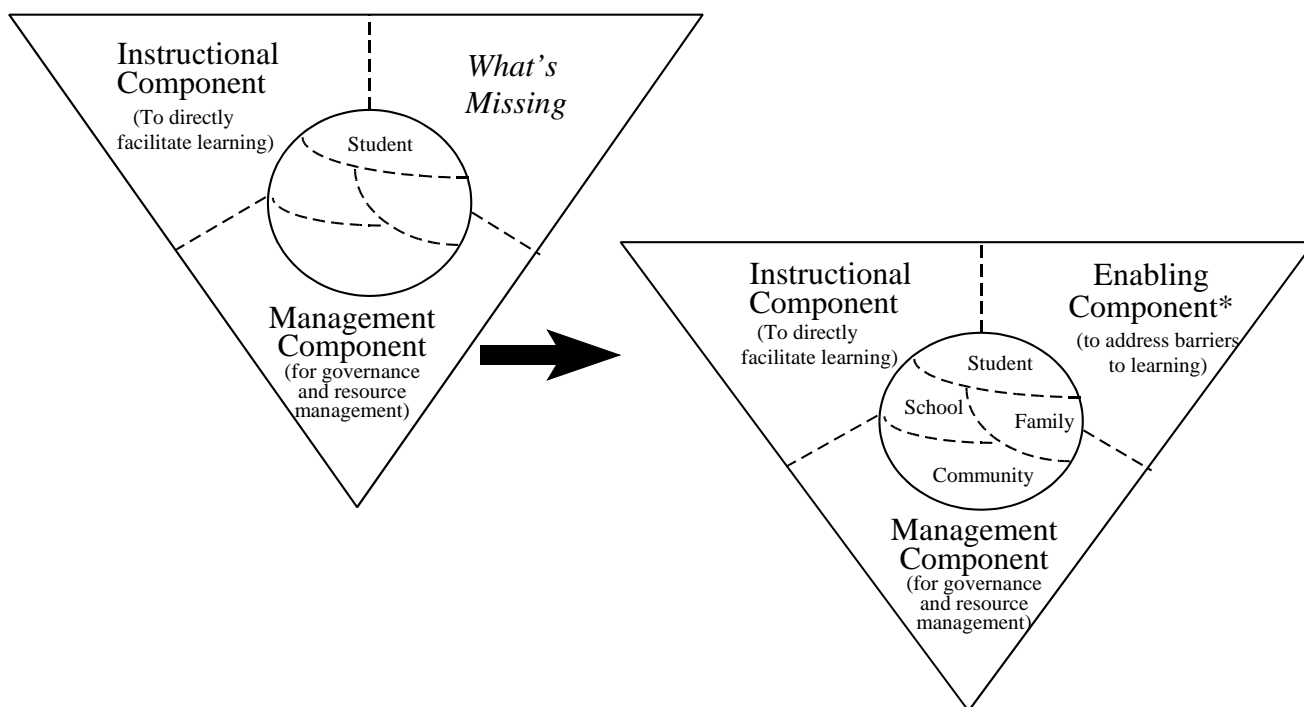 Instructional
Component
(To directly
facilitate learning)
What's
Missing
Student
Management
Component
(for governance
and resource
management)
Instructional
Component
(To directly
facilitate learning)
Enabling
Component*
(to address barriers
to learning)
Student
School
Family
Community
Management
Component
(for governance
and resource
management)